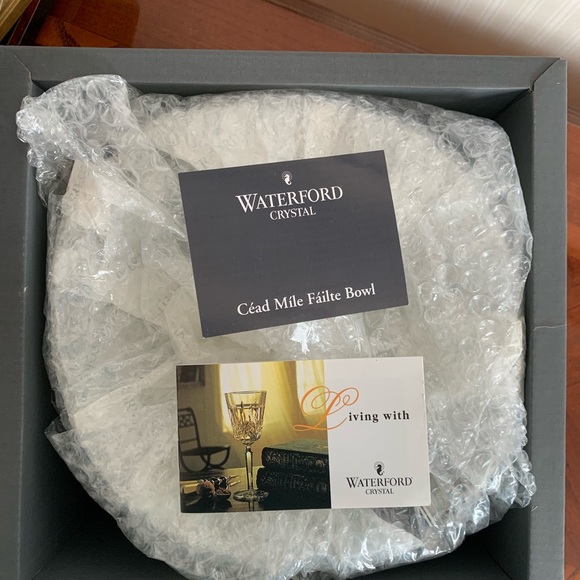 WATERFORD
CRYSTAL
Céad Míle Fáilte Bowl
Living with
WATERFORD
CRYSTAL